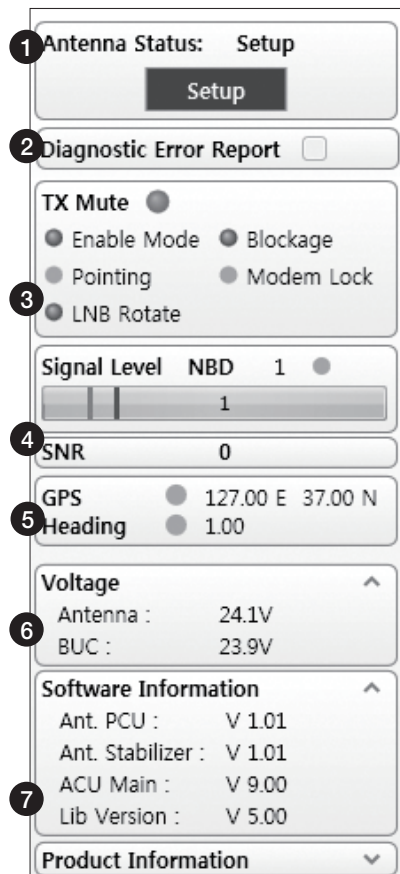 1 Antenna Status: Setup
Setup
2 Diagnostic Error Report
TX Mute
Enable Mode Blockage
Pointing Modem Lock
3 LNB Rotate
Signal Level NBD 1
1
4 SNR 0
GPS 127.00 E 37.00 N
5 Heading 1.00
Voltage
Antenna : 24.1V
6 BUC : 23.9V
Software Information
Ant. PCU : V 1.01
Ant. Stabilizer : V 1.01
ACU Main : V 9.00
7 Lib Version : V 5.00
Product Information